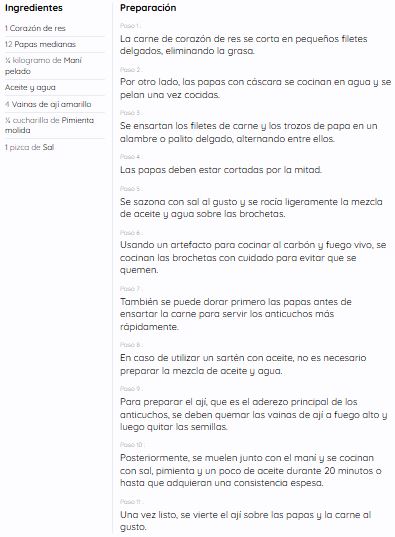 Ingredientes
1 Corazón de res
12 Papas medianas
¼ kilogramo de Maní
pelado
Aceite y agua
4 Vainas de ají amarillo
¼ cucharilla de Pimienta
molida
1 pizca de Sal
Preparación
Paso 1 :
La carne de corazón de res se corta en pequeños filetes
delgados, eliminando la grasa.
Paso 2 :
Por otro lado, las papas con cáscara se cocinan en agua y se
pelan una vez cocidas.
Paso 3 :
Se ensartan los filetes de carne y los trozos de papa en un
alambre o palito delgado, alternando entre ellos.
Paso 4 :
Las papas deben estar cortadas por la mitad.
Paso 5 :
Se sazona con sal al gusto y se rocía ligeramente la mezcla
de aceite y agua sobre las brochetas.
Paso 6 :
Usando un artefacto para cocinar al carbón y fuego vivo, se
cocinan las brochetas con cuidado para evitar que se
quemen.
Paso 7 :
También se puede dorar primero las papas antes de
ensartar la carne para servir los anticuchos más
rápidamente.
Paso 8 :
En caso de utilizar un sartén con aceite, no es necesario
preparar la mezcla de aceite y agua.
Paso 9 :
Para preparar el ají, que es el aderezo principal de los
anticuchos, se deben quemar las vainas de ají a fuego alto y
luego quitar las semillas.
Paso 10 :
Posteriormente, se muelen junto con el maní y se cocinan
con sal, pimienta y un poco de aceite durante 20 minutos o
hasta que adquieran una consistencia espesa.
Paso 11 :
Una vez listo, se vierte el ají sobre las papas y la carne al
gusto.